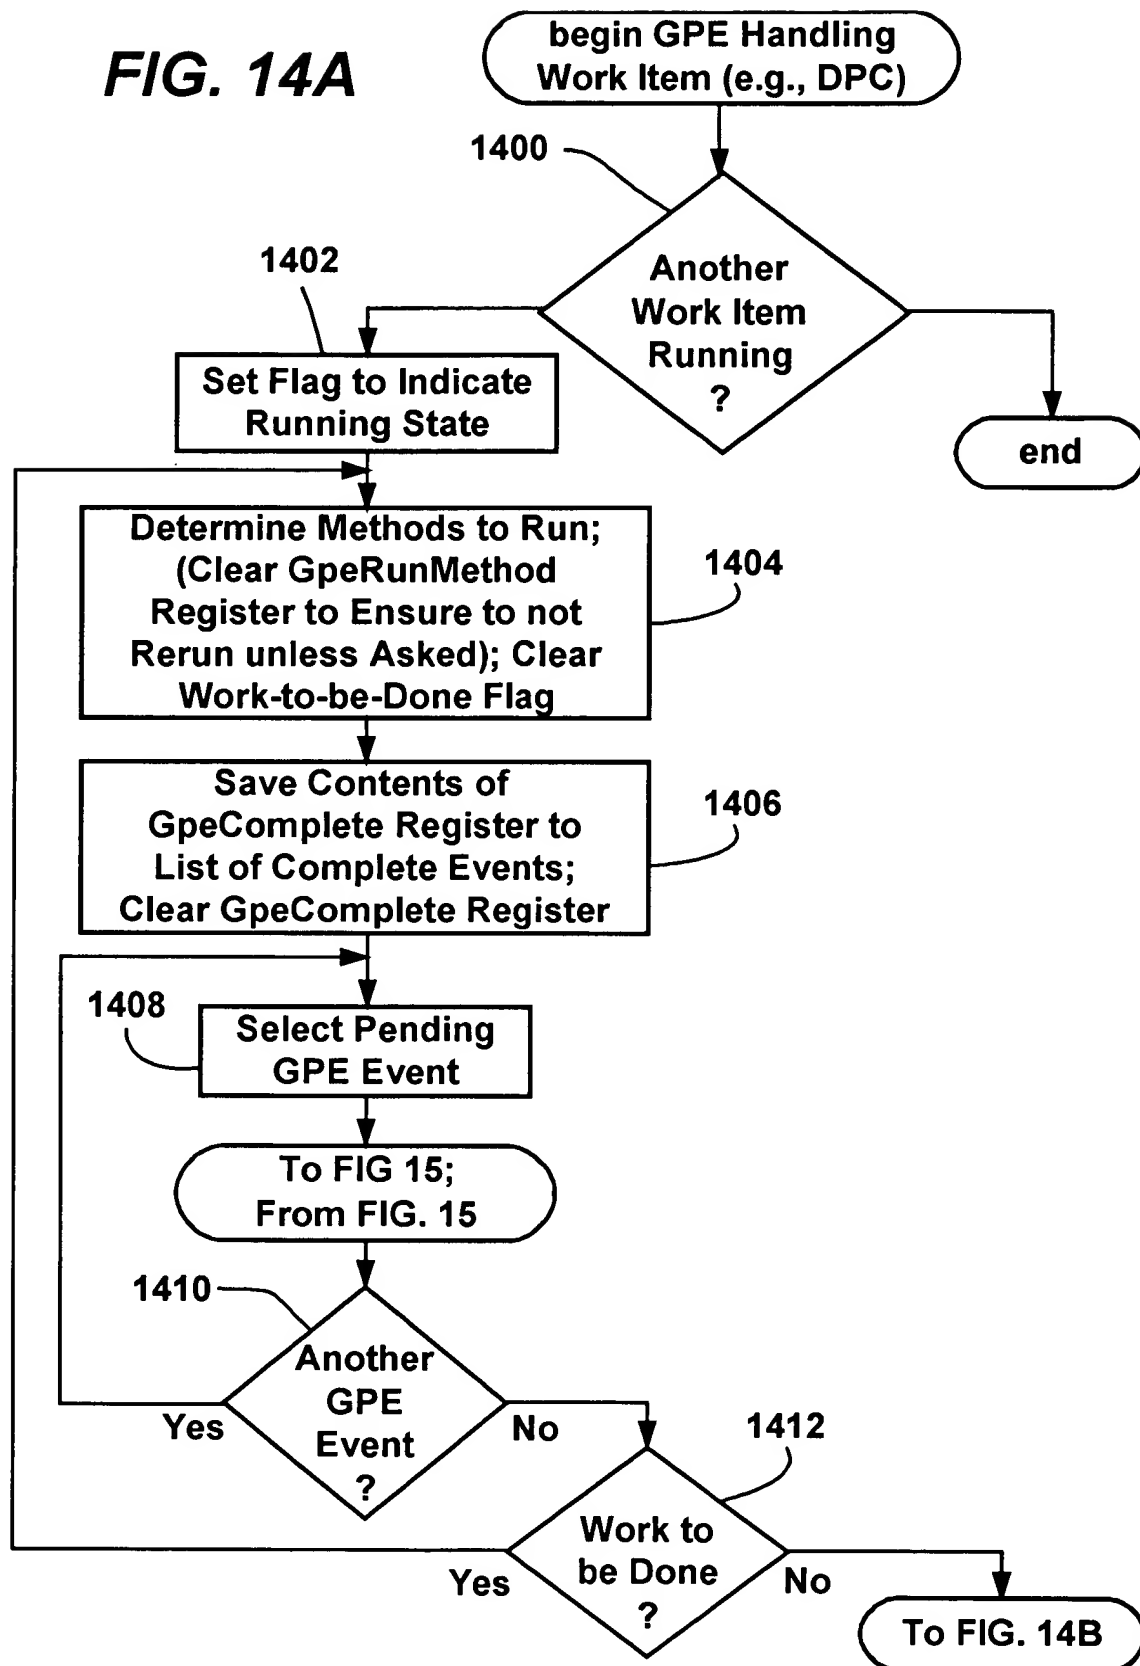 FIG. 14A
begin GPE Handling
Work Item (e.g., DPC)
1400
Another
Work Item
Running
?
1402
Set Flag to Indicate
Running State
end
Determine Methods to Run;
(Clear GpeRunMethod
Register to Ensure to not
Rerun unless Asked); Clear
Work-to-be-Done Flag
1404
Save Contents of
GpeComplete Register to
List of Complete Events;
Clear GpeComplete Register
1406
1408
Select Pending
GPE Event
To FIG 15;
From FIG. 15
1410
Another
GPE
Event
?
Yes
No
1412
Work to
be Done
?
Yes
No
To FIG. 14B